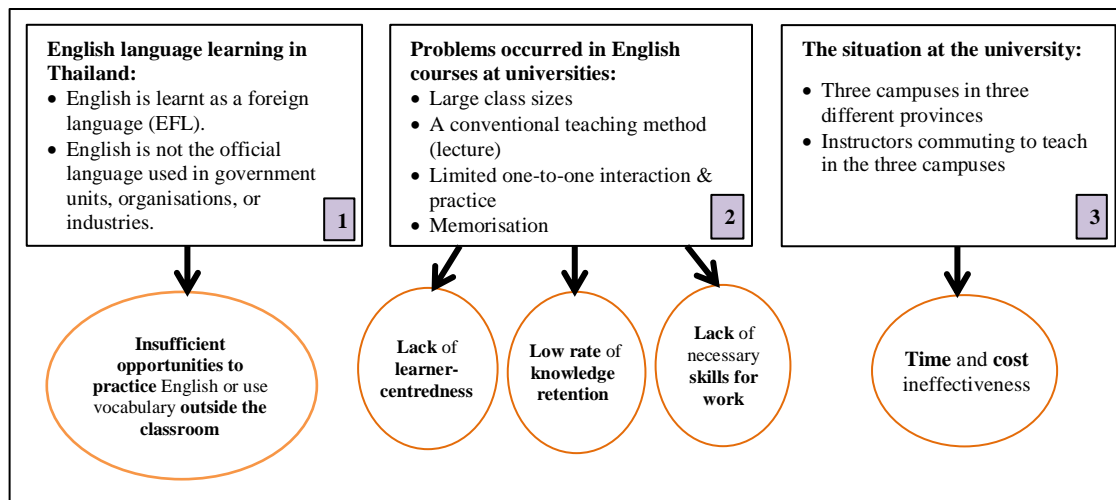 English language learning in
Thailand:
• English is learnt as a foreign
language (EFL).
• English is not the official
language used in government
units, organisations, or
industries.
1
Problems occurred in English
courses at universities:
• Large class sizes
• A conventional teaching method
(lecture)
• Limited one-to-one interaction &
practice
• Memorisation
2
The situation at the university:
• Three campuses in three
different provinces
• Instructors commuting to teach
in the three campuses
3
Insufficient
opportunities to
practice English or use
vocabulary outside the
classroom
Lack of
learner-
centredness
Low rate of
knowledge
retention
Lack of
necessary
skills for
work
Time and cost
ineffectiveness